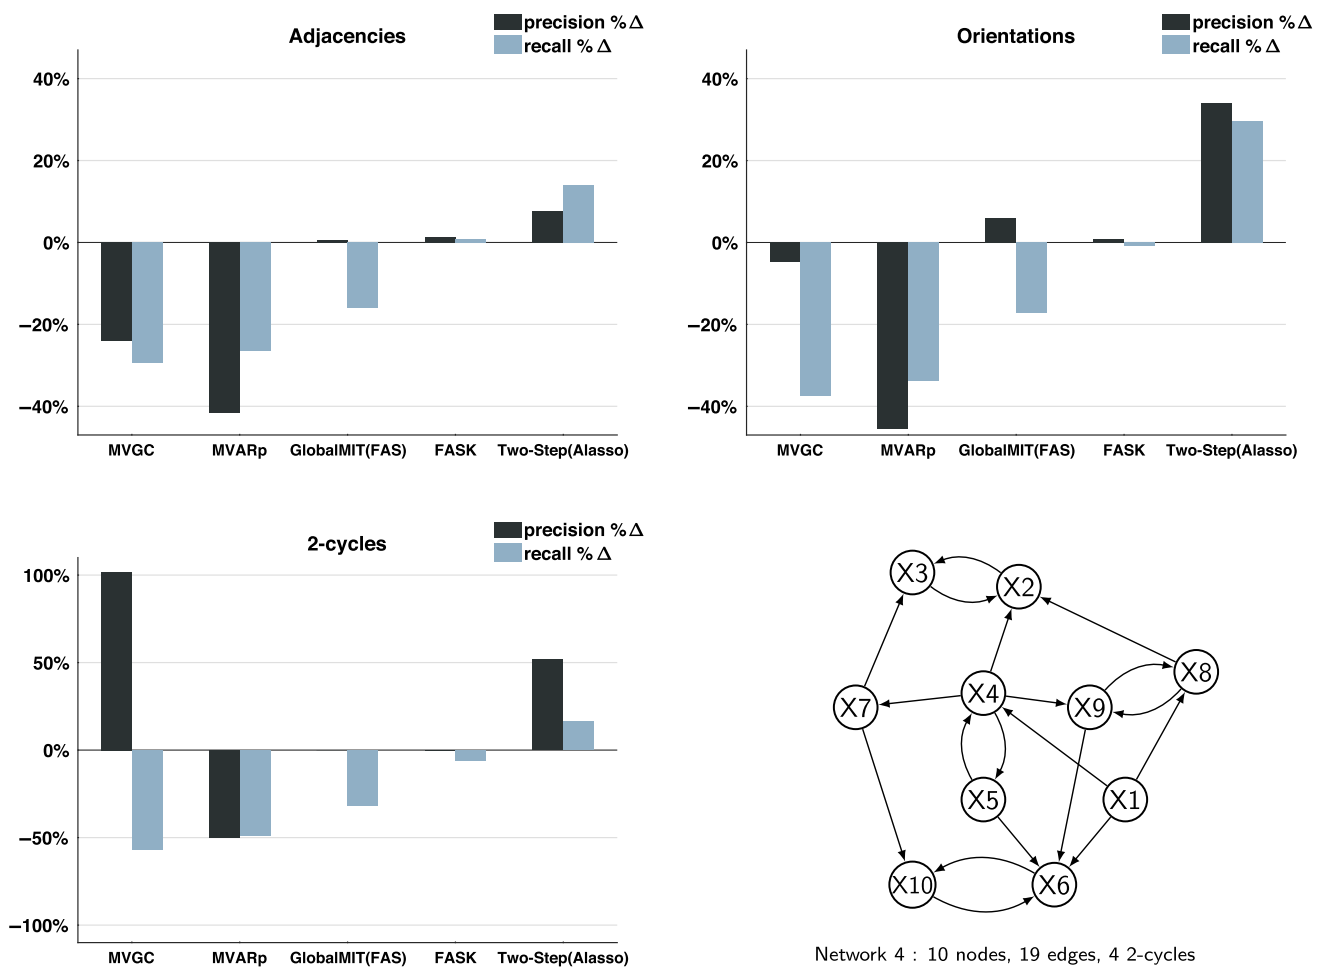 Adjacencies
precision % Δ
recall % Δ
40%
20%
0%
−20%
−40%
MVGC MVARp GlobalMIT(FAS) FASK Two-Step(Alasso)
Orientations
precision % Δ
recall % Δ
40%
20%
0%
−20%
−40%
MVGC MVARp GlobalMIT(FAS) FASK Two-Step(Alasso)
2-cycles
precision % Δ
recall % Δ
100%
50%
0%
−50%
−100%
MVGC MVARp GlobalMIT(FAS) FASK Two-Step(Alasso)
X3
X2
X8
X4
X7
X9
X5
X1
X10
X6
Network 4 : 10 nodes, 19 edges, 4 2-cycles